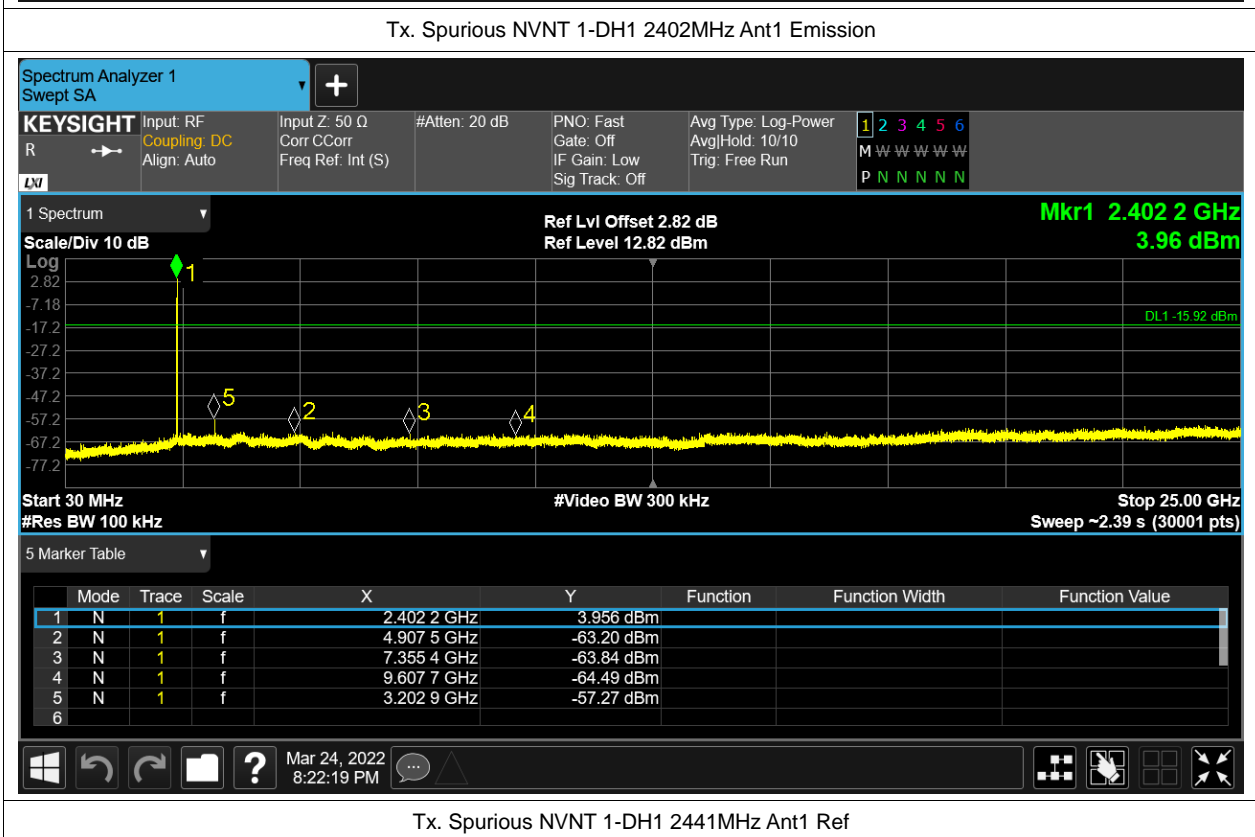 Tx. Spurious NVNT 1-DH1 2402MHz Ant1 Emission
Spectrum Analyzer 1
Swept SA
+
KEYSIGHT Input: RF Input Z: 50 Ω #Atten: 20 dB PNO: Fast Avg Type: Log-Power 1 2 3 4 5 6
R Coupling: DC Corr CCorr Gate: Off Avg|Hold: 10/10 M W W W W W
Align: Auto Freq Ref: Int (S) IF Gain: Low Trig: Free Run
LXI Sig Track: Off P N N N N N
1 Spectrum Ref Lvl Offset 2.82 dB Mkr1 2.402 2 GHz
Scale/Div 10 dB Ref Level 12.82 dBm 3.96 dBm
Log
1
2.82
-7.18
DL1 -15.92 dBm
-17.2
-27.2
-37.2
-47.2
5 2 3 4
-57.2
-67.2
-77.2
Start 30 MHz #Video BW 300 kHz Stop 25.00 GHz
#Res BW 100 kHz Sweep ~2.39 s (30001 pts)
5 Marker Table
Mode Trace Scale X Y Function Function Width Function Value
1 N 1 f 2.402 2 GHz 3.956 dBm
2 N 1 f 4.907 5 GHz -63.20 dBm
3 N 1 f 7.355 4 GHz -63.84 dBm
4 N 1 f 9.607 7 GHz -64.49 dBm
5 N 1 f 3.202 9 GHz -57.27 dBm
6
? Mar 24, 2022
8:22:19 PM
Tx. Spurious NVNT 1-DH1 2441MHz Ant1 Ref